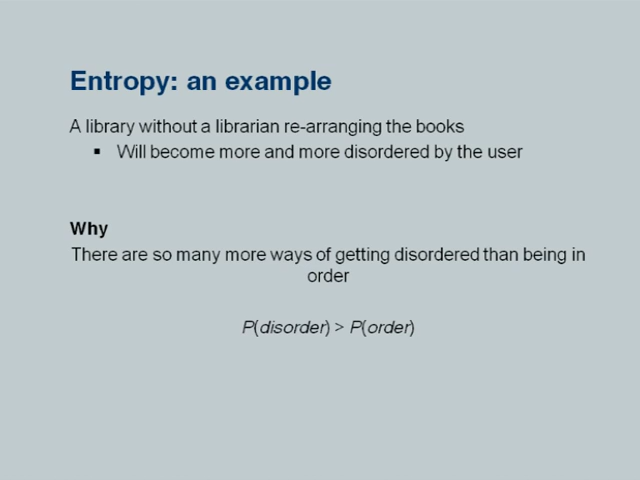 Entropy: an example
A library without a librarian re-arranging the books
▪ Will become more and more disordered by the user
Why
There are so many more ways of getting disordered than being in
order
P(disorder) > P(order)